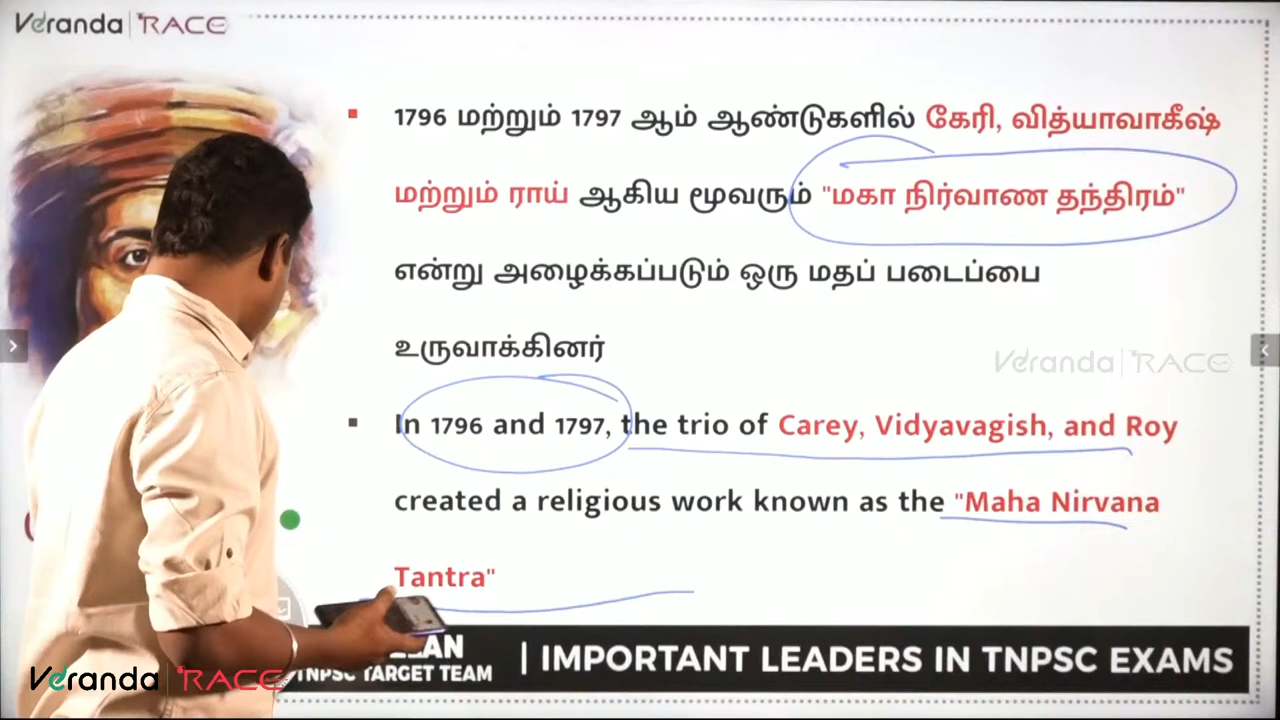 Veranda RACE
1796 மற்றும் 1797 ஆம் ஆண்டுகளில் கேரி, வித்யாவாகீஷ்
மற்றும் ராய் ஆகிய மூவரும் "மகா நிர்வாண தந்திரம்"
என்று அழைக்கப்படும் ஒரு மதப் படைப்பை
உருவாக்கினர்
Veranda RACE
In 1796 and 1797, the trio of Carey, Vidyavagish, and Roy
created a religious work known as the "Maha Nirvana
Tantra"
IMPORTANT LEADERS IN TNPSC EXAMS
TNPSC TARGET TEAM
Veranda RACE